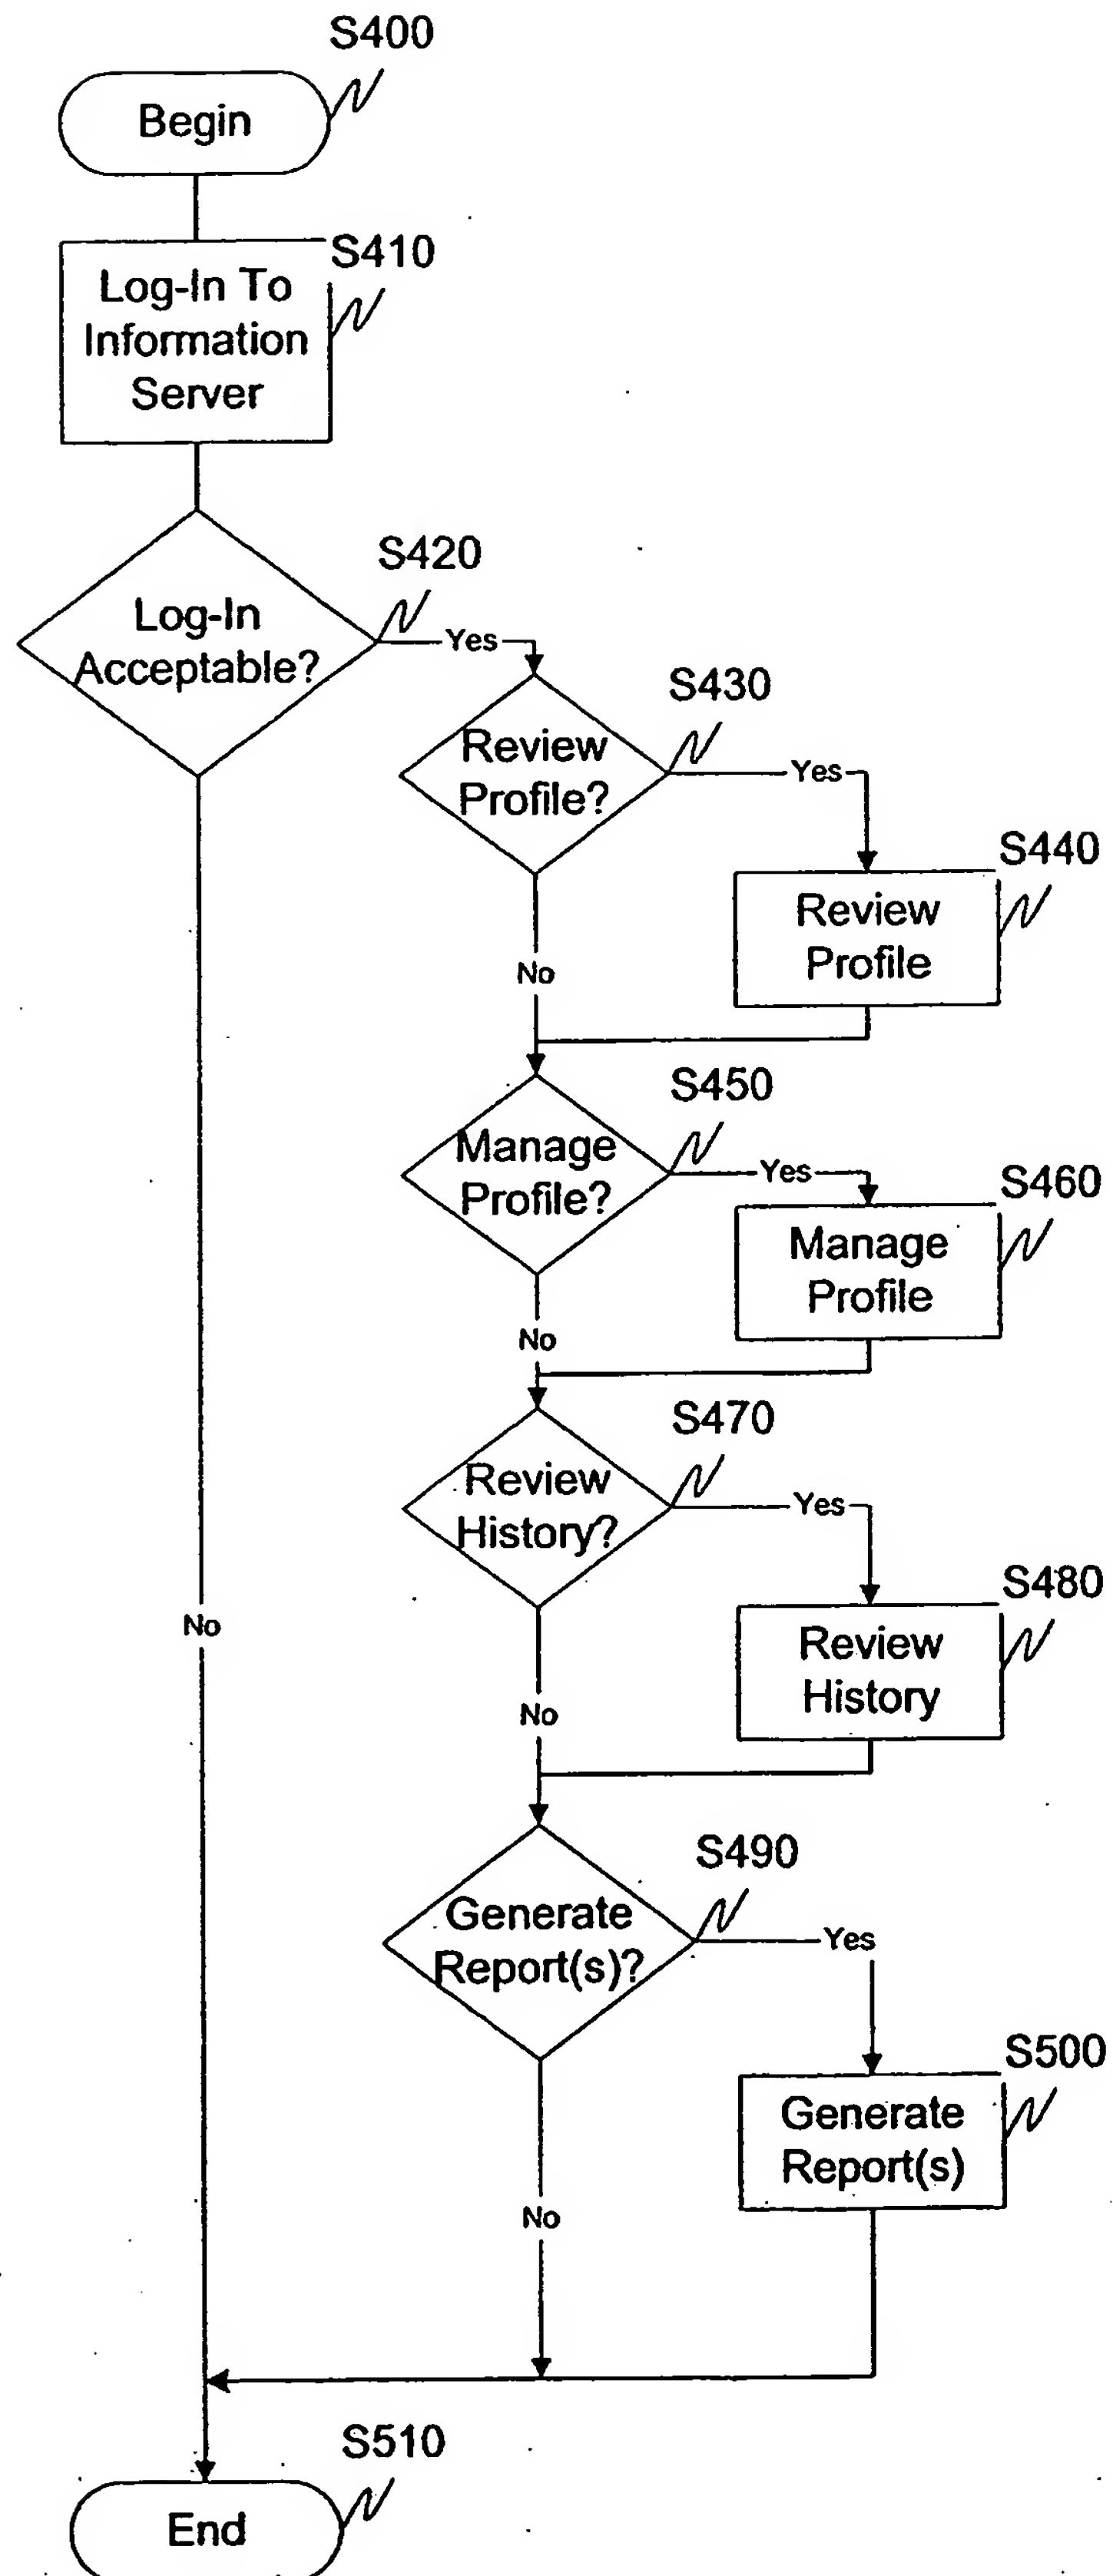 S400
Begin
S410
Log-In To
Information
Server
S420
Log-In
Acceptable?
Yes
S430
Review
Profile?
Yes
S440
Review
Profile
No
S450
Manage
Profile?
Yes
S460
Manage
Profile
No
S470
Review
History?
Yes
S480
Review
History
No
No
S490
Generate
Report(s)?
Yes
S500
Generate
Report(s)
No
S510
End